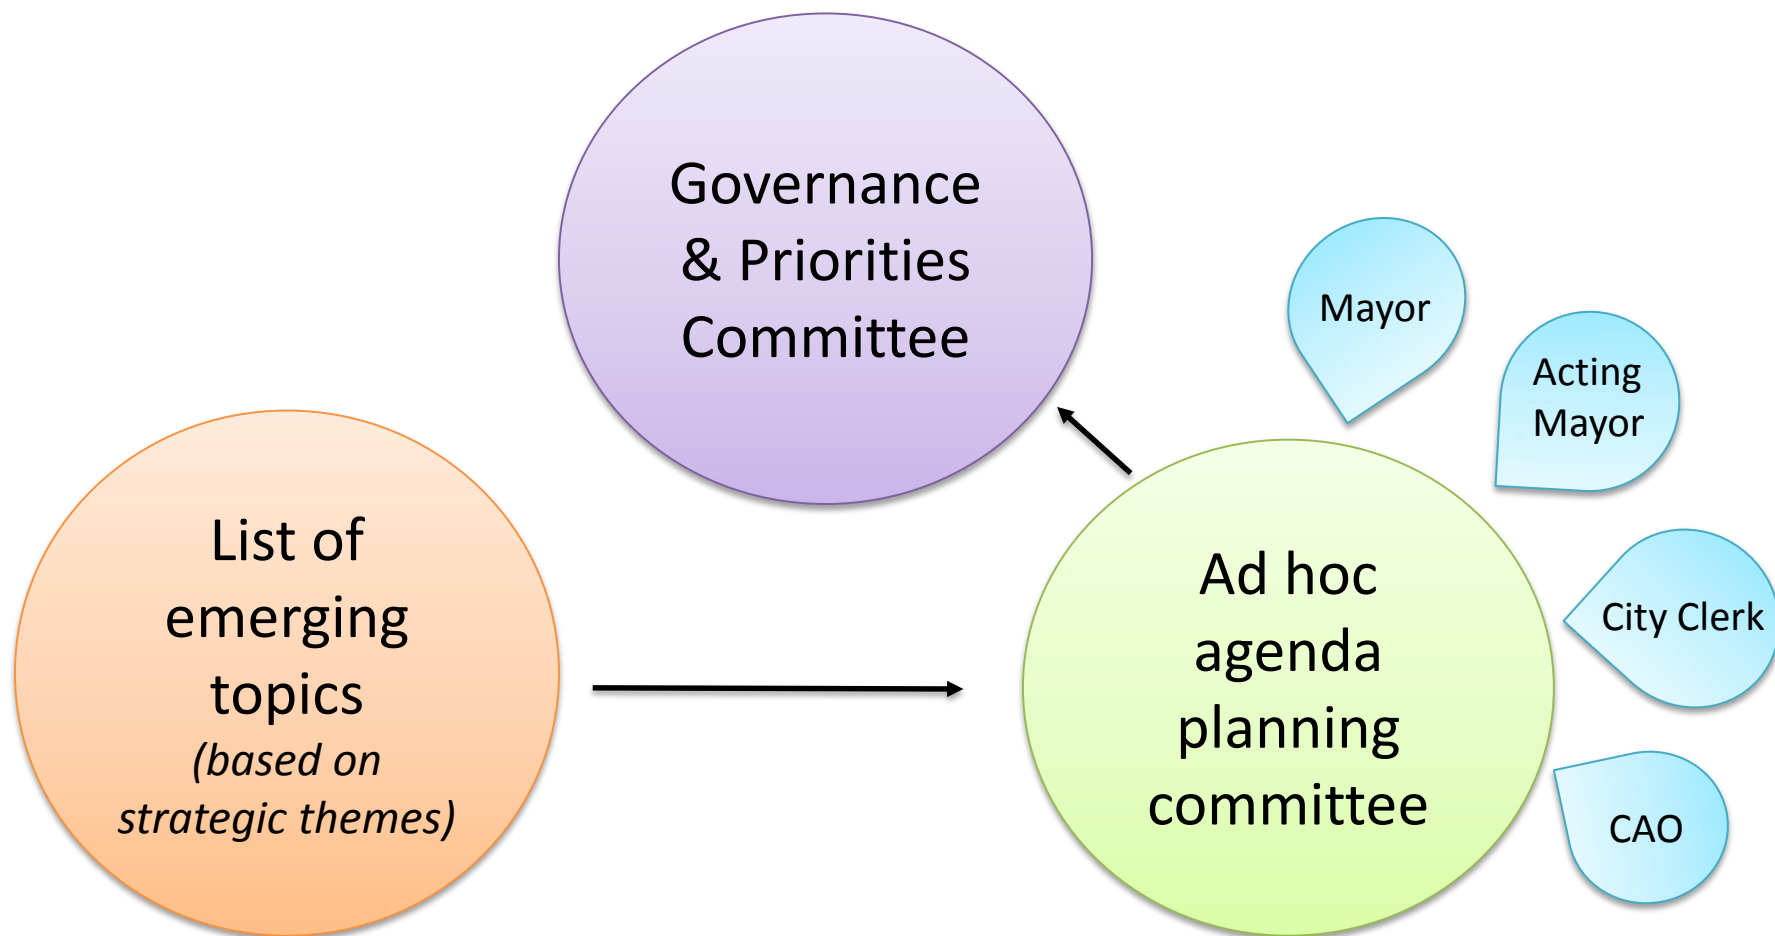 Governance
& Priorities
Committee
List of
emerging
topics
(based on
strategic themes)
Ad hoc
agenda
planning
committee
Mayor
Acting
Mayor
City Clerk
CAO